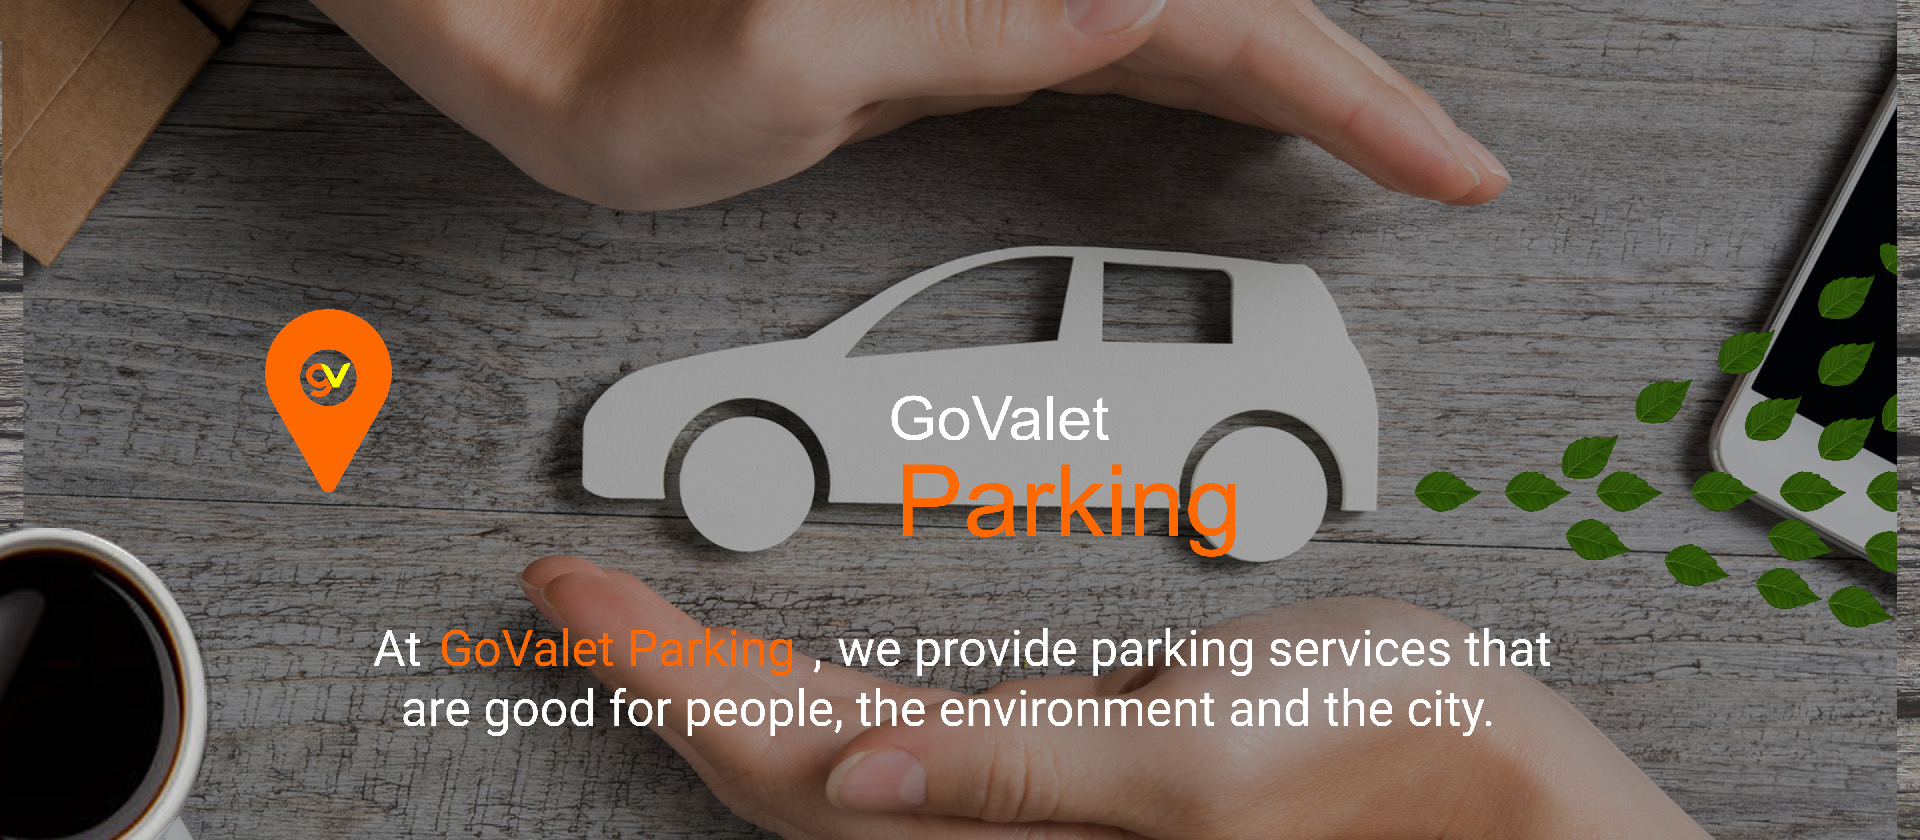 gv
GoValet
Parking
At GoValet Parking , we provide parking services that
are good for people, the environment and the city.